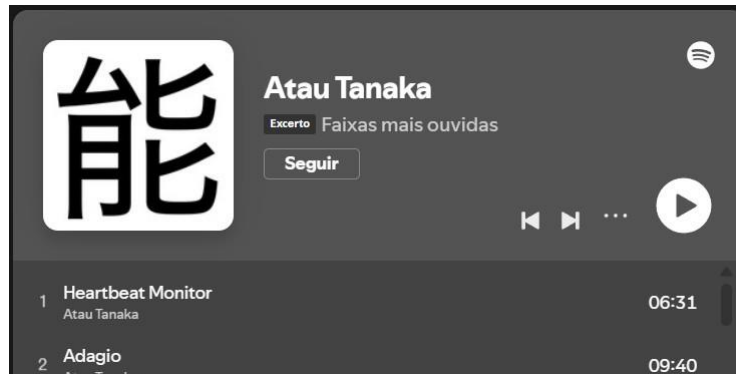 能
Atau Tanaka
Excerto Faixas mais ouvidas
Seguir
1 Heartbeat Monitor 06:31
Atau Tanaka
2 Adagio 09:40